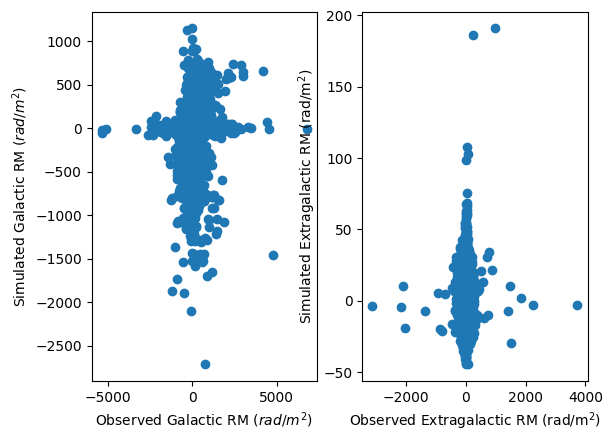 1000
500
0
−500
−1000
−1500
−2000
−2500
−5000 0 5000
Simulated Galactic RM (rad/m²)
Observed Galactic RM (rad/m²)
200
150
100
50
0
−50
−2000 0 2000 4000
Simulated Extragalactic RM (rad/m²)
Observed Extragalactic RM (rad/m²)